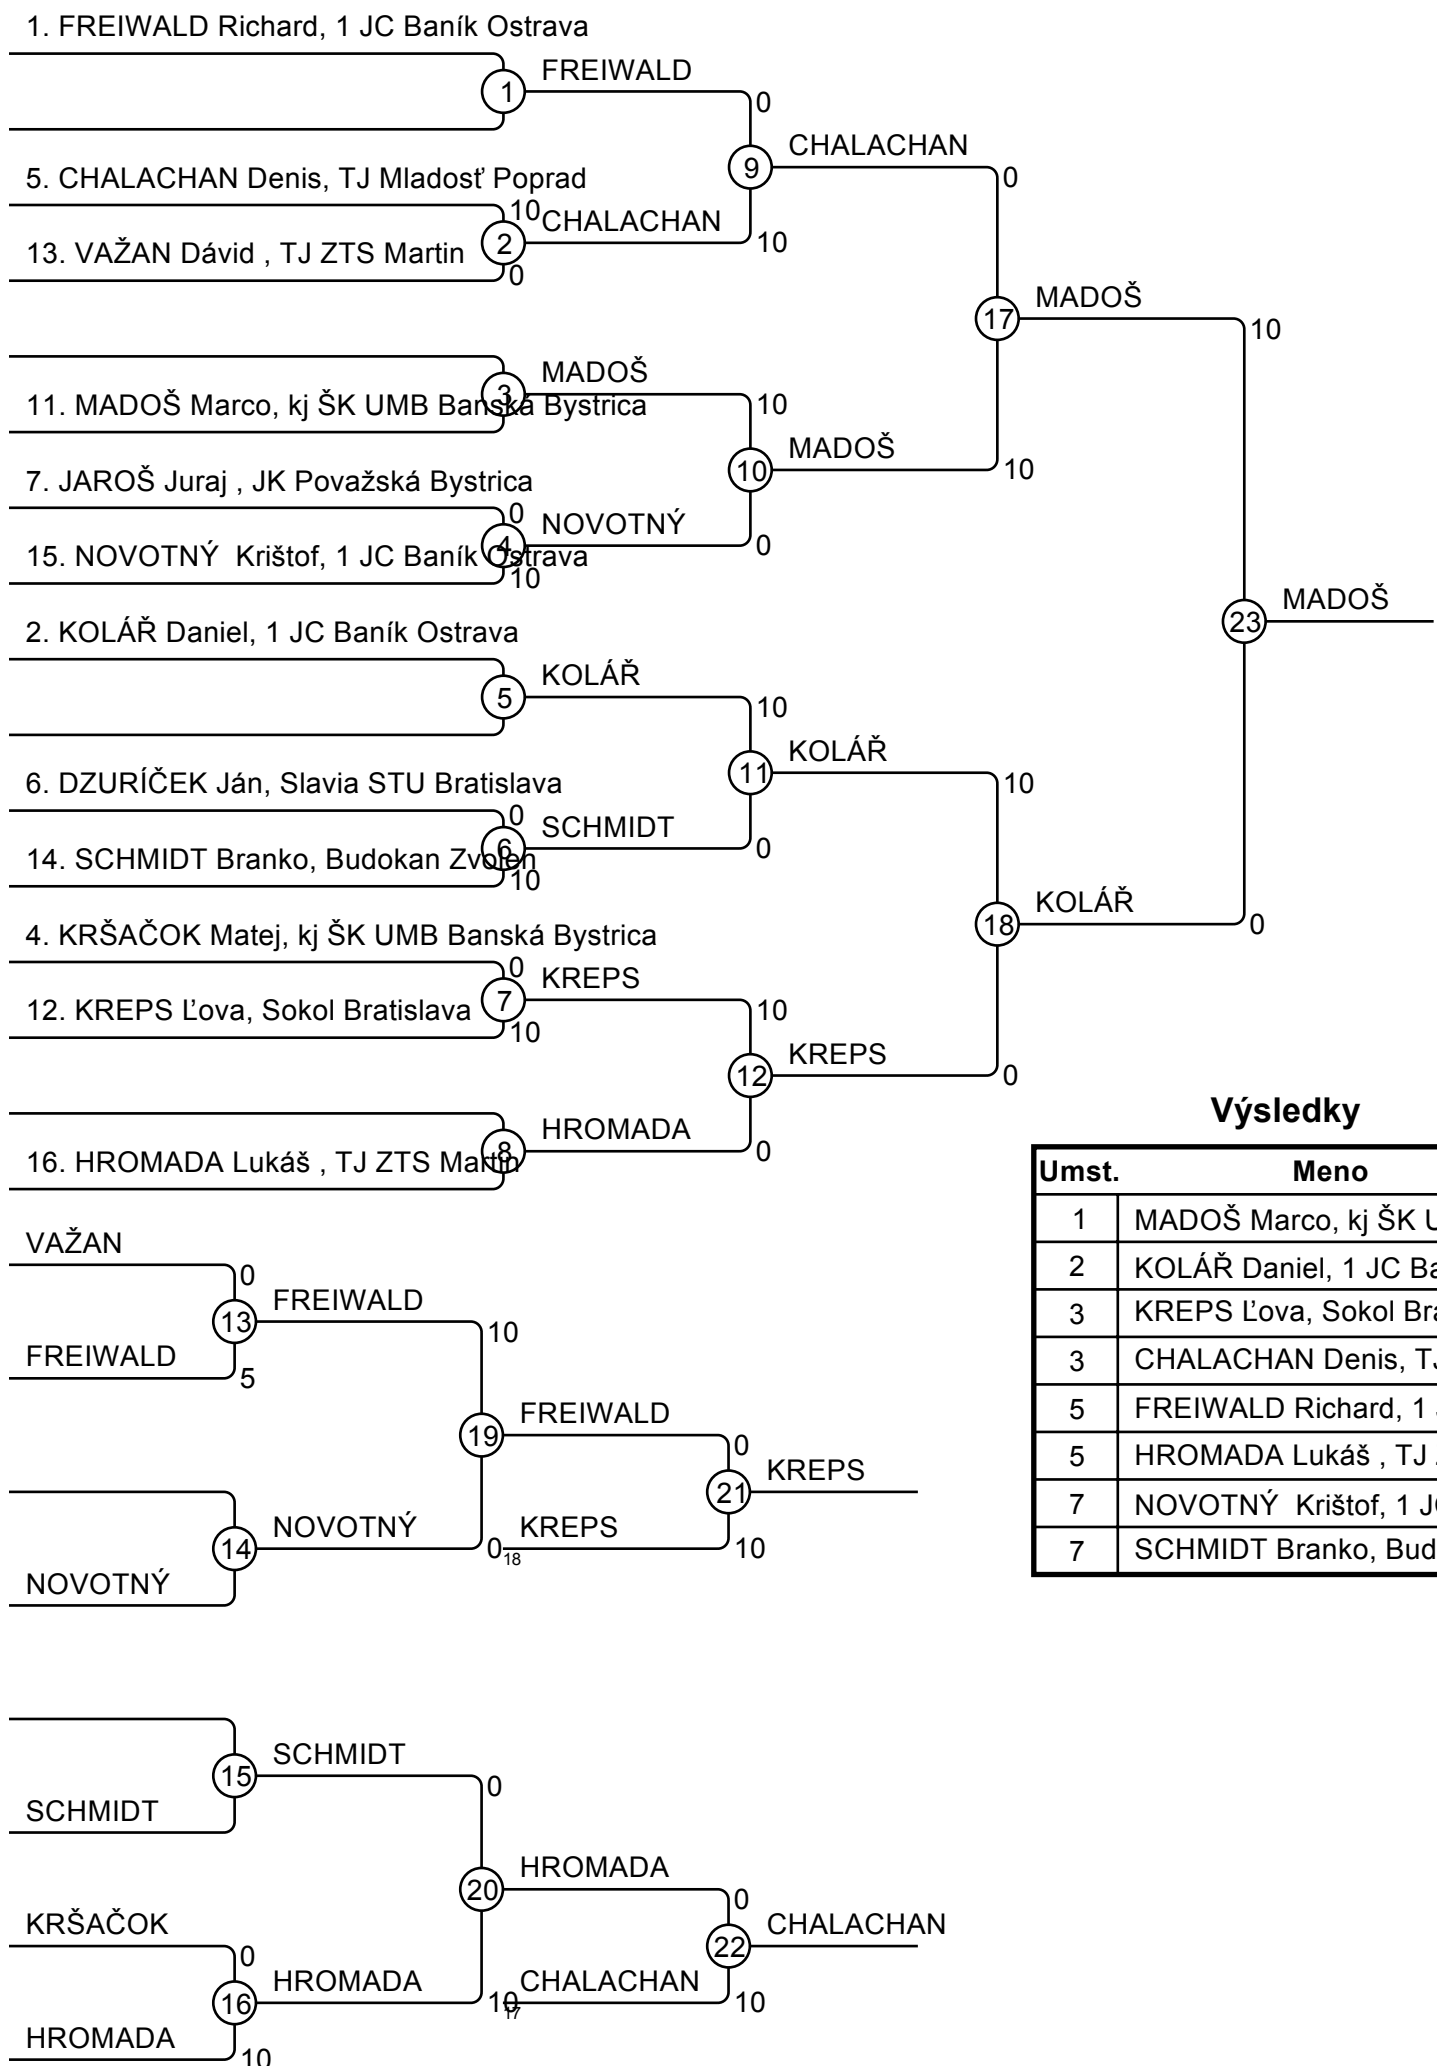 1. FREIWALD Richard, 1 JC Baník Ostrava
1
FREIWALD
0
5. CHALACHAN Denis, TJ Mladosť Poprad
10
13. VAŽAN Dávid , TJ ZTS Martin
0
2
CHALACHAN
10
9
CHALACHAN
0
3
11. MADOŠ Marco, kj ŠK UMB Banská Bystrica
MADOŠ
10
7. JAROŠ Juraj , JK Považská Bystrica
0
15. NOVOTNÝ  Krištof, 1 JC Baník Ostrava
10
4
NOVOTNÝ
0
10
MADOŠ
10
17
MADOŠ
10
2. KOLÁŘ Daniel, 1 JC Baník Ostrava
5
KOLÁŘ
10
6. DZURÍČEK Ján, Slavia STU Bratislava
0
14. SCHMIDT Branko, Budokan Zvolen
10
6
SCHMIDT
0
11
KOLÁŘ
10
4. KRŠAČOK Matej, kj ŠK UMB Banská Bystrica
0
12. KREPS Ľova, Sokol Bratislava
10
7
KREPS
10
16. HROMADA Lukáš , TJ ZTS Martin
8
HROMADA
0
12
KREPS
0
18
KOLÁŘ
0
23
MADOŠ
Výsledky
Umst. Meno
1 MADOŠ Marco, kj ŠK U
2 KOLÁŘ Daniel, 1 JC Ba
3 KREPS Ľova, Sokol Bra
3 CHALACHAN Denis, TJ
5 FREIWALD Richard, 1
5 HROMADA Lukáš , TJ
7 NOVOTNÝ  Krištof, 1 J
7 SCHMIDT Branko, Bud
VAŽAN
0
FREIWALD
5
13
FREIWALD
10
NOVOTNÝ
14
NOVOTNÝ
0
19
FREIWALD
0
KREPS
18
10
21
KREPS
SCHMIDT
15
SCHMIDT
0
KRŠAČOK
0
HROMADA
10
16
HROMADA
10
20
HROMADA
0
CHALACHAN
17
10
22
CHALACHAN